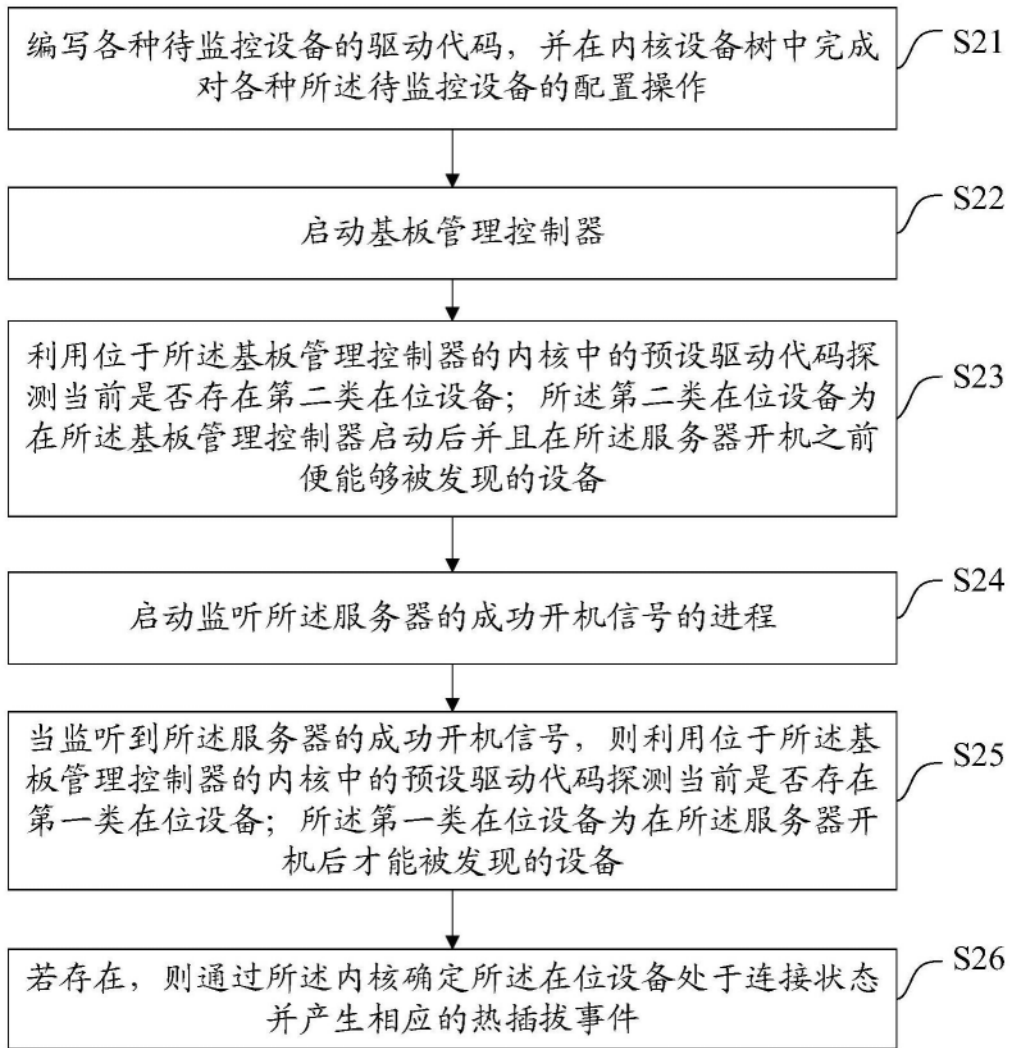 编写各种待监控设备的驱动代码，并在内核设备树中完成
对各种所述待监控设备的配置操作
S21
启动基板管理控制器
S22
利用位于所述基板管理控制器的内核中的预设驱动代码探
测当前是否存在第二类在位设备；所述第二类在位设备为
在所述基板管理控制器启动后并且在所述服务器开机之前
便能够被发现的设备
S23
启动监听所述服务器的成功开机信号的进程
S24
当监听到所述服务器的成功开机信号，则利用位于所述基
板管理控制器的内核中的预设驱动代码探测当前是否存在
第一类在位设备；所述第一类在位设备为在所述服务器开
机后才能被发现的设备
S25
若存在，则通过所述内核确定所述在位设备处于连接状态
并产生相应的热插拔事件
S26